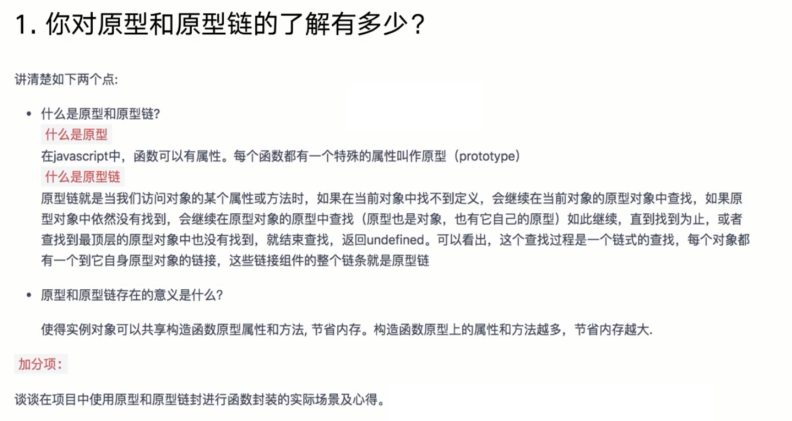 1. 你对原型和原型链的了解有多少?
讲清楚如下两个点:
• 什么是原型和原型链?
什么是原型
在javascript中，函数可以有属性。每个函数都有一个特殊的属性叫作原型（prototype）
什么是原型链
原型链就是当我们访问对象的某个属性或方法时，如果在当前对象中找不到定义，会继续在当前对象的原型对象中查找，如果原
型对象中依然没有找到，会继续在原型对象的原型中查找（原型也是对象，也有它自己的原型）如此继续，直到找到为止，或者
查找到最顶层的原型对象中也没有找到，就结束查找，返回undefined。可以看出，这个查找过程是一个链式的查找，每个对象都
有一个到它自身原型对象的链接，这些链接组件的整个链条就是原型链
• 原型和原型链存在的意义是什么?
使得实例对象可以共享构造函数原型属性和方法, 节省内存。构造函数原型上的属性和方法越多，节省内存越大.
加分项：
谈谈在项目中使用原型和原型链封进行函数封装的实际场景及心得。